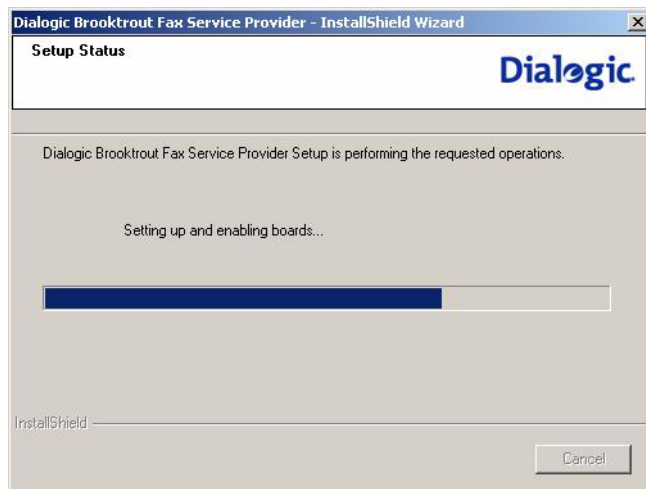 Dialogic Brooktrout Fax Service Provider - InstallShield Wizard
Setup Status
Dialogic
Dialogic Brooktrout Fax Service Provider Setup is performing the requested operations.
Setting up and enabling boards...
InstallShield
Cancel